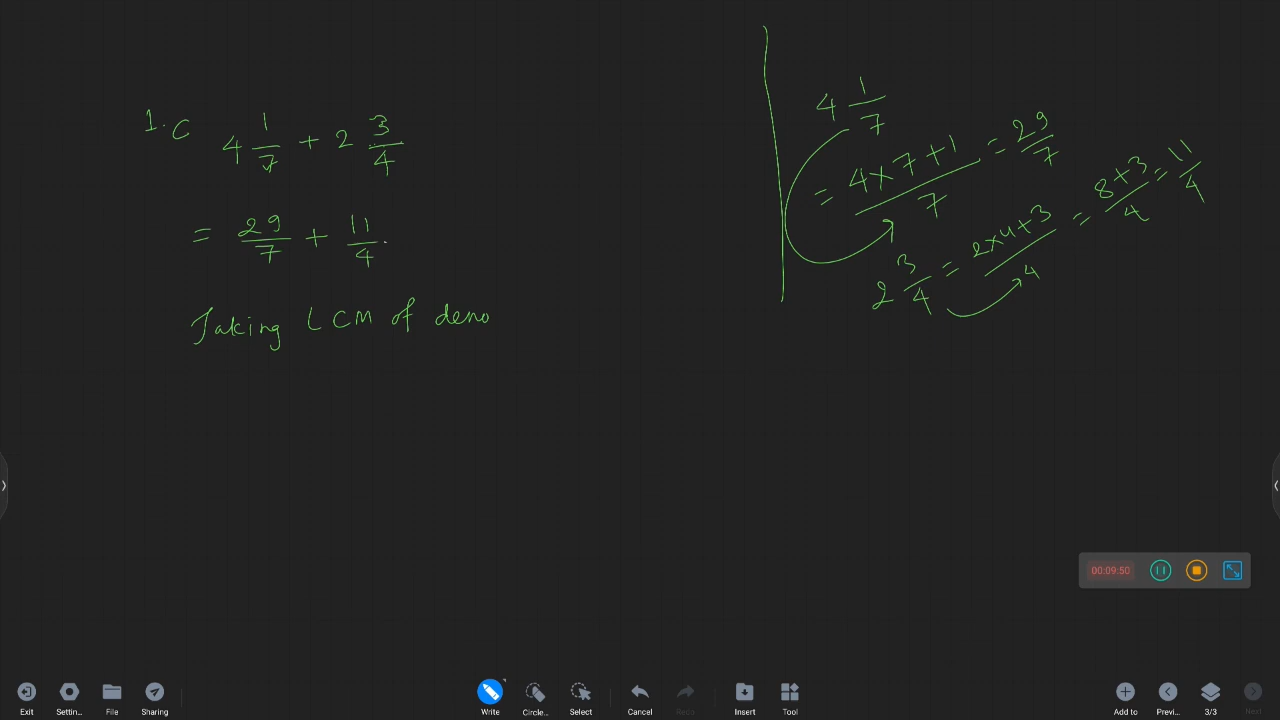 1. C 4 1/7 + 2 3/4
= 29/7 + 11/4
Taking LCM of deno
4 1/7
= 4×7+1/7 = 29/7
2 3/4 = 2×4+3/4 = 8+3/4 = 11/4
00:09:50
Exit Settin... File Sharing Write Circle... Select Cancel Redo Insert Tool Add to Previ... 3/3 Next